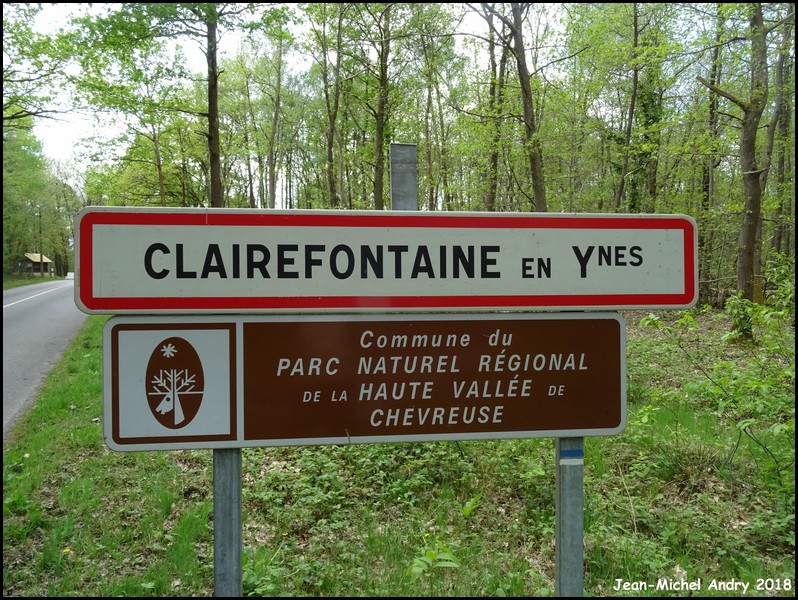 CLAIREFONTAINE EN YNES
Commune du
PARC NATUREL RÉGIONAL
DE LA HAUTE VALLÉE DE
CHEVREUSE
Jean-Michel Andry 2018